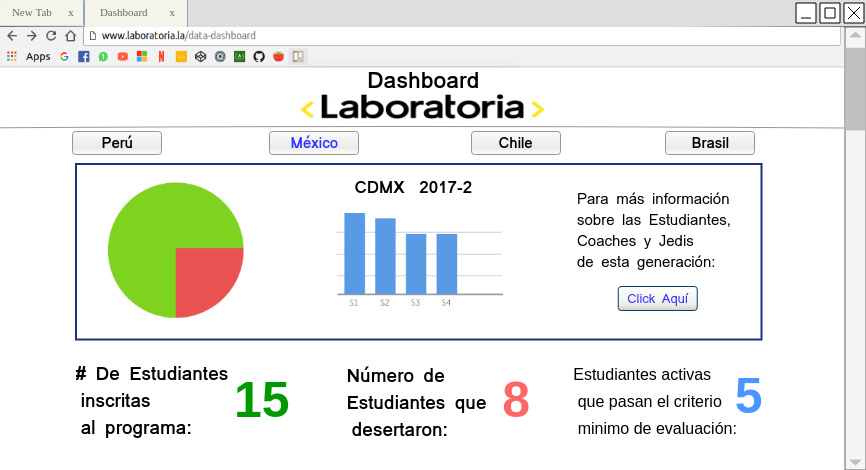 New Tab x Dashboard x
www.laboratoria.la/data-dashboard
Apps
Dashboard
< Laboratoria >
Perú México Chile Brasil
CDMX 2017-2
S1 S2 S3 S4
Para más información
sobre las Estudiantes,
Coaches y Jedis
de esta generación:
Click Aquí
# De Estudiantes
inscritas
al programa:
15
Número de
Estudiantes que
desertaron:
8
Estudiantes activas
que pasan el criterio
minimo de evaluación:
5